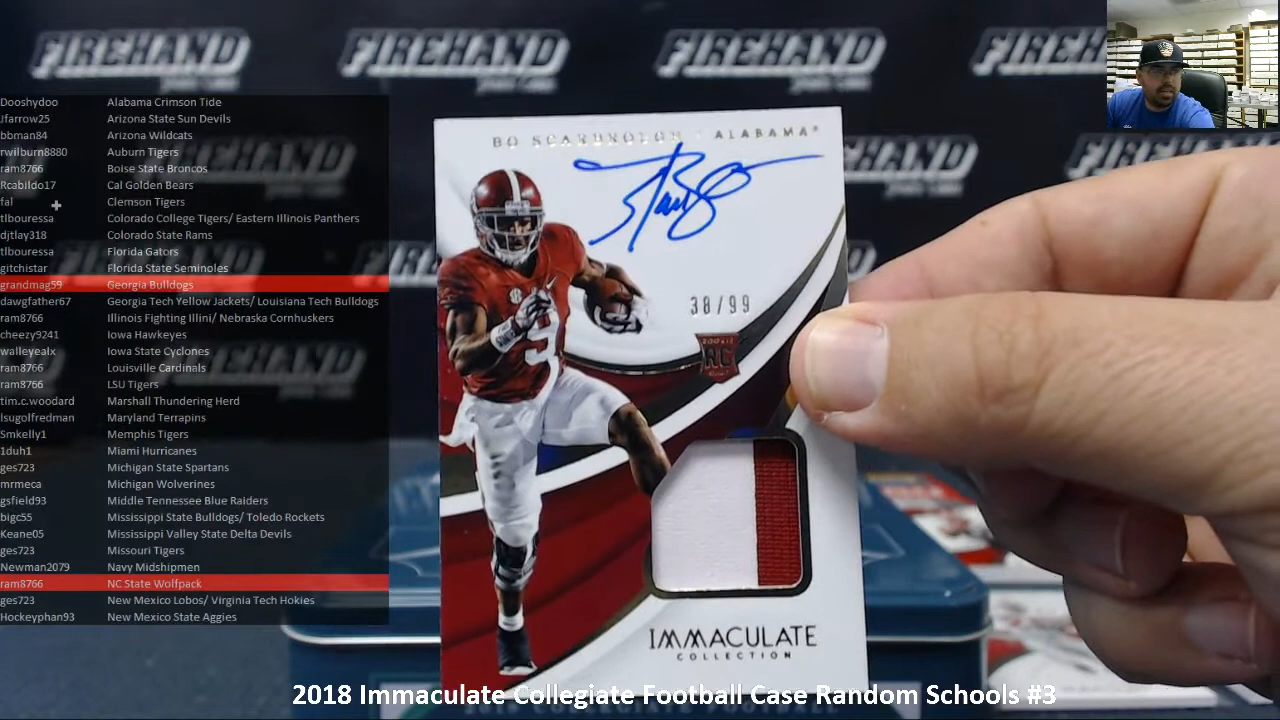 FIREHAND FIREHAND FIREHAND FIREH
Dooshydoo Alabama Crimson Tide
Jfarrow25 Arizona State Sun Devils
bbman84 Arizona Wildcats
rwilburn8880 Auburn Tigers
ram8766 Boise State Broncos
Rcabildo17 Cal Golden Bears
fal Clemson Tigers
tlbouressa Colorado College Tigers/ Eastern Illinois Panthers
djtlay318 Colorado State Rams
tlbouressa Florida Gators
gitchistar Florida State Seminoles
grandmag59 Georgia Bulldogs
dawgfather67 Georgia Tech Yellow Jackets/ Louisiana Tech Bulldogs
ram8766 Illinois Fighting Illini/ Nebraska Cornhuskers
cheezy9241 Iowa Hawkeyes
walleyealx Iowa State Cyclones
ram8766 Louisville Cardinals
ram8766 LSU Tigers
tim.c.woodard Marshall Thundering Herd
lsugolfredman Maryland Terrapins
Smkelly1 Memphis Tigers
1duh1 Miami Hurricanes
ges723 Michigan State Spartans
mrmeca Michigan Wolverines
gsfield93 Middle Tennessee Blue Raiders
bigc55 Mississippi State Bulldogs/ Toledo Rockets
Keane05 Mississippi Valley State Delta Devils
ges723 Missouri Tigers
Newman2079 Navy Midshipmen
ram8766 NC State Wolfpack
ges723 New Mexico Lobos/ Virginia Tech Hokies
Hockeyphan93 New Mexico State Aggies
BO SCARBROUGH ALABAMA
38/99
RC
9
IMMACULATE
COLLECTION
2018 Immaculate Collegiate Football Case Random Schools #3